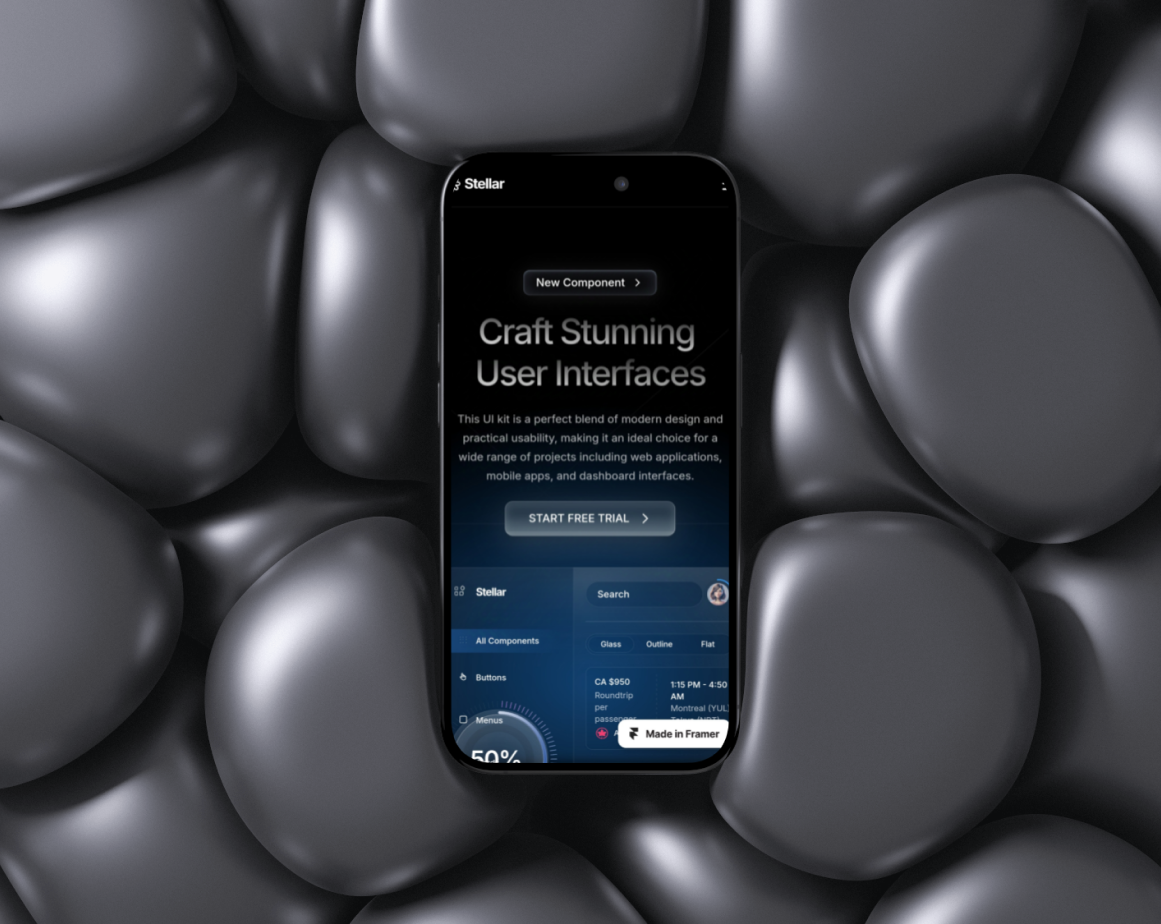 Stellar
New Component
Craft Stunning
User Interfaces
This UI kit is a perfect blend of modern design and
practical usability, making it an ideal choice for a
wide range of projects including web applications,
mobile apps, and dashboard interfaces.
START FREE TRIAL
Stellar
Search
All Components
Glass Outline Flat
Buttons
CA $950
Roundtrip
per
passenger
1:15 PM - 4:50
AM
Montreal (YUL)
Menus
Made in Framer
50%